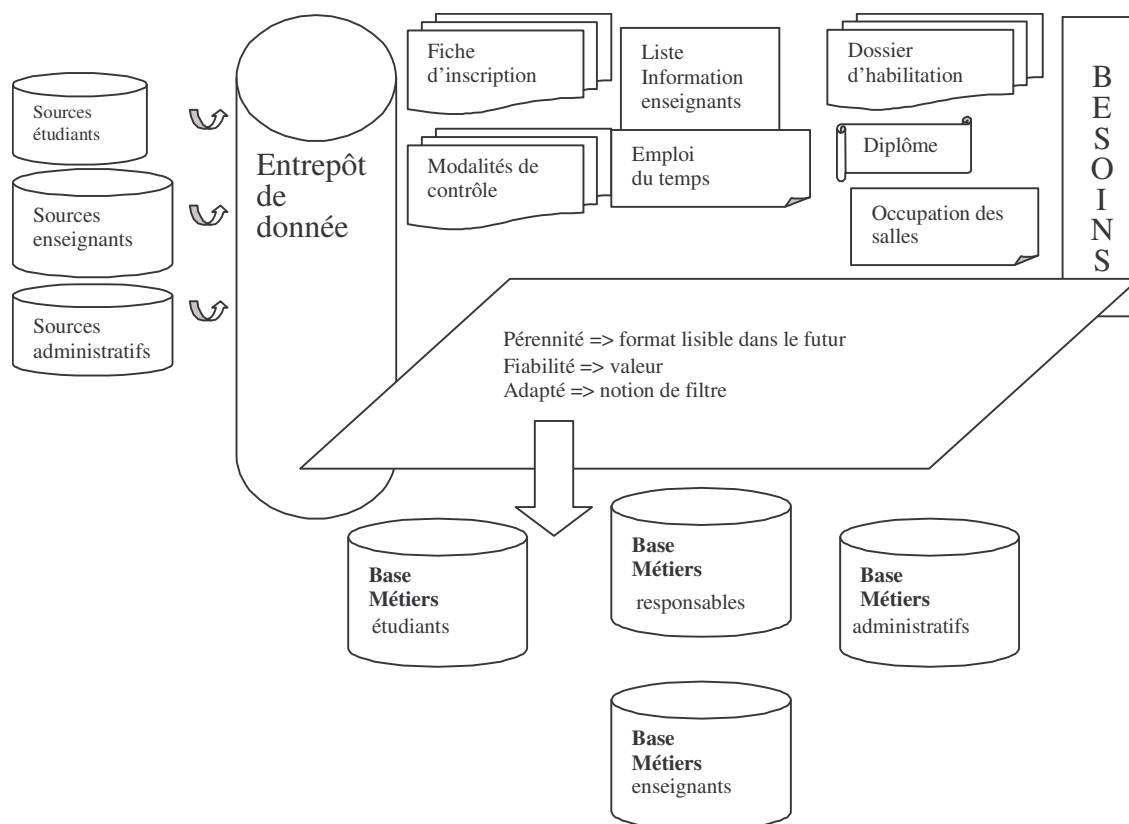 Sources
étudiants
Sources
enseignants
Sources
administratifs
Entrepôt
de
donnée
Fiche
d'inscription
Liste
Information
enseignants
Dossier
d'habilitation
Modalités de
contrôle
Emploi
du temps
Diplôme
Occupation des
salles
B
E
S
O
I
N
S
Pérennité => format lisible dans le futur
Fiabilité => valeur
Adapté => notion de filtre
Base
Métiers
étudiants
Base
Métiers
responsables
Base
Métiers
administratifs
Base
Métiers
enseignants